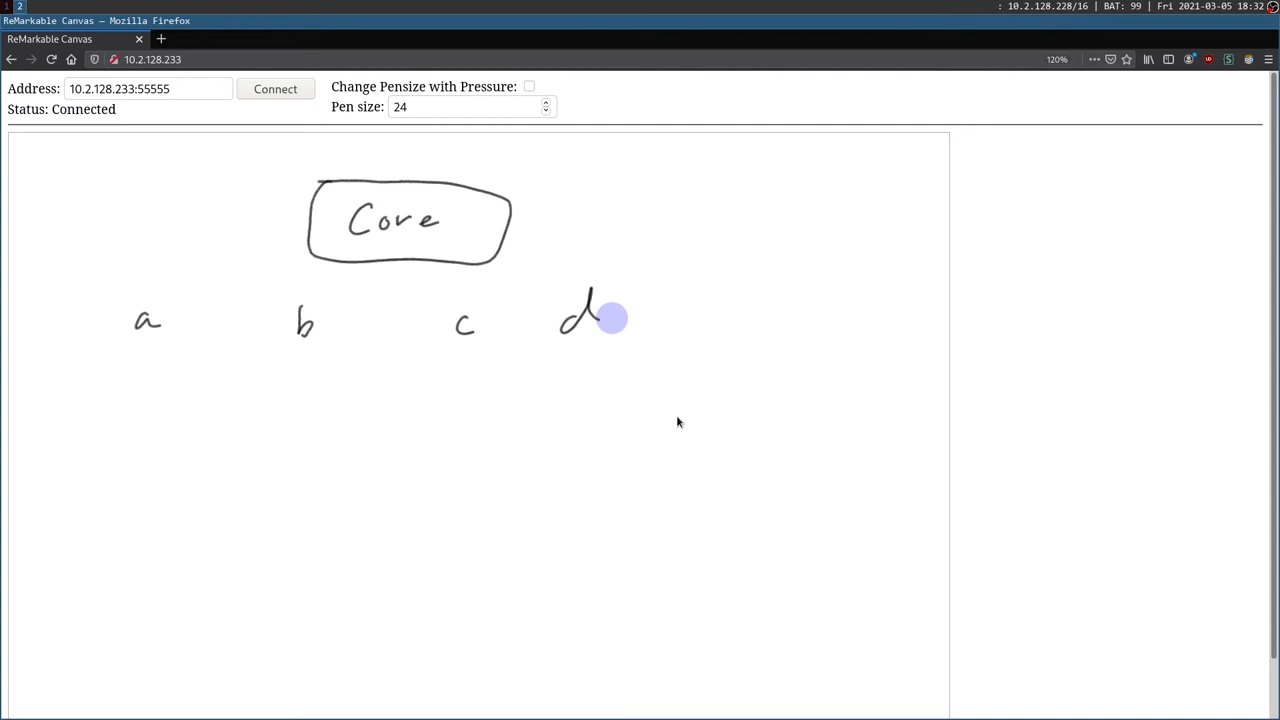 1 2 : 10.2.128.228/16 | BAT: 99 | Fri 2021-03-05 18:32
ReMarkable Canvas — Mozilla Firefox
ReMarkable Canvas
10.2.128.233 120%
Address: 10.2.128.233:55555 Connect Change Pensize with Pressure:
Status: Connected Pen size: 24
Core
a b c d